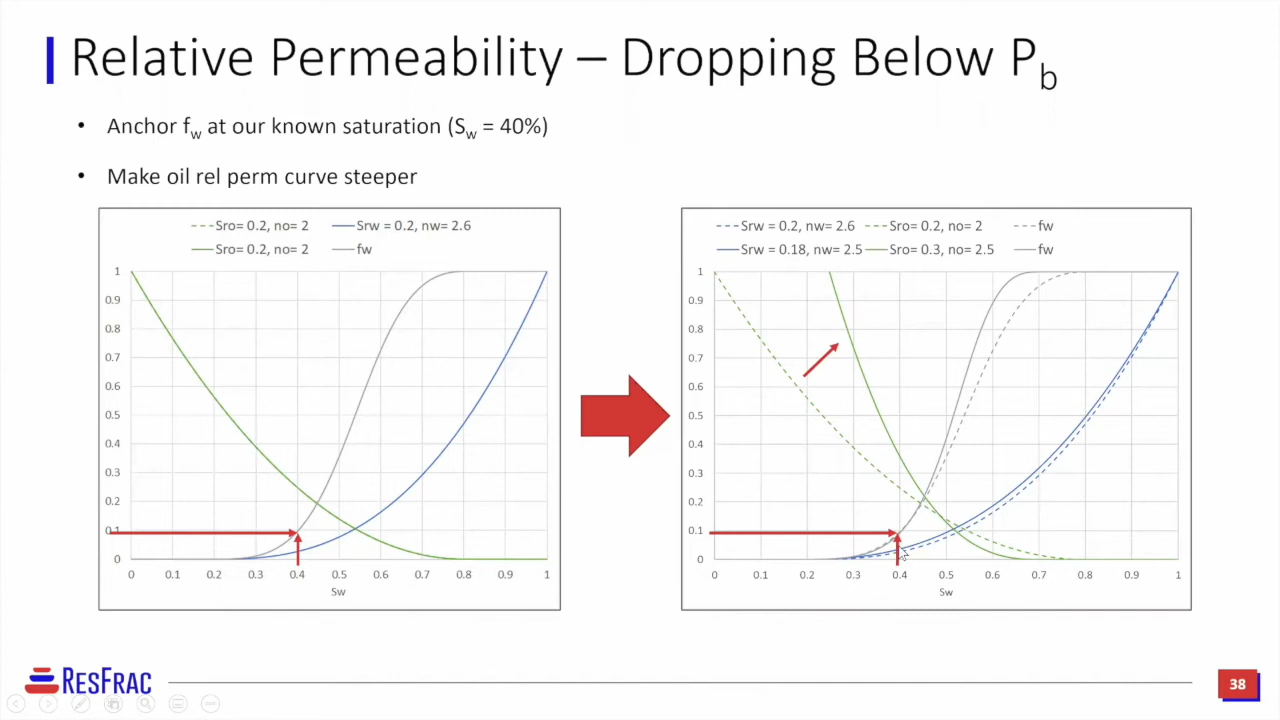 Relative Permeability – Dropping Below Pb
• Anchor fw at our known saturation (Sw = 40%)
• Make oil rel perm curve steeper
Sro= 0.2, no= 2 Srw = 0.2, nw= 2.6
Sro= 0.2, no= 2 fw
1
0.9
0.8
0.7
0.6
0.5
0.4
0.3
0.2
0.1
0
0 0.1 0.2 0.3 0.4 0.5 0.6 0.7 0.8 0.9 1
Sw
Srw = 0.2, nw= 2.6 Sro= 0.2, no= 2 fw
Srw = 0.18, nw= 2.5 Sro= 0.3, no= 2.5 fw
1
0.9
0.8
0.7
0.6
0.5
0.4
0.3
0.2
0.1
0
0 0.1 0.2 0.3 0.4 0.5 0.6 0.7 0.8 0.9 1
Sw
RESFRAC
38